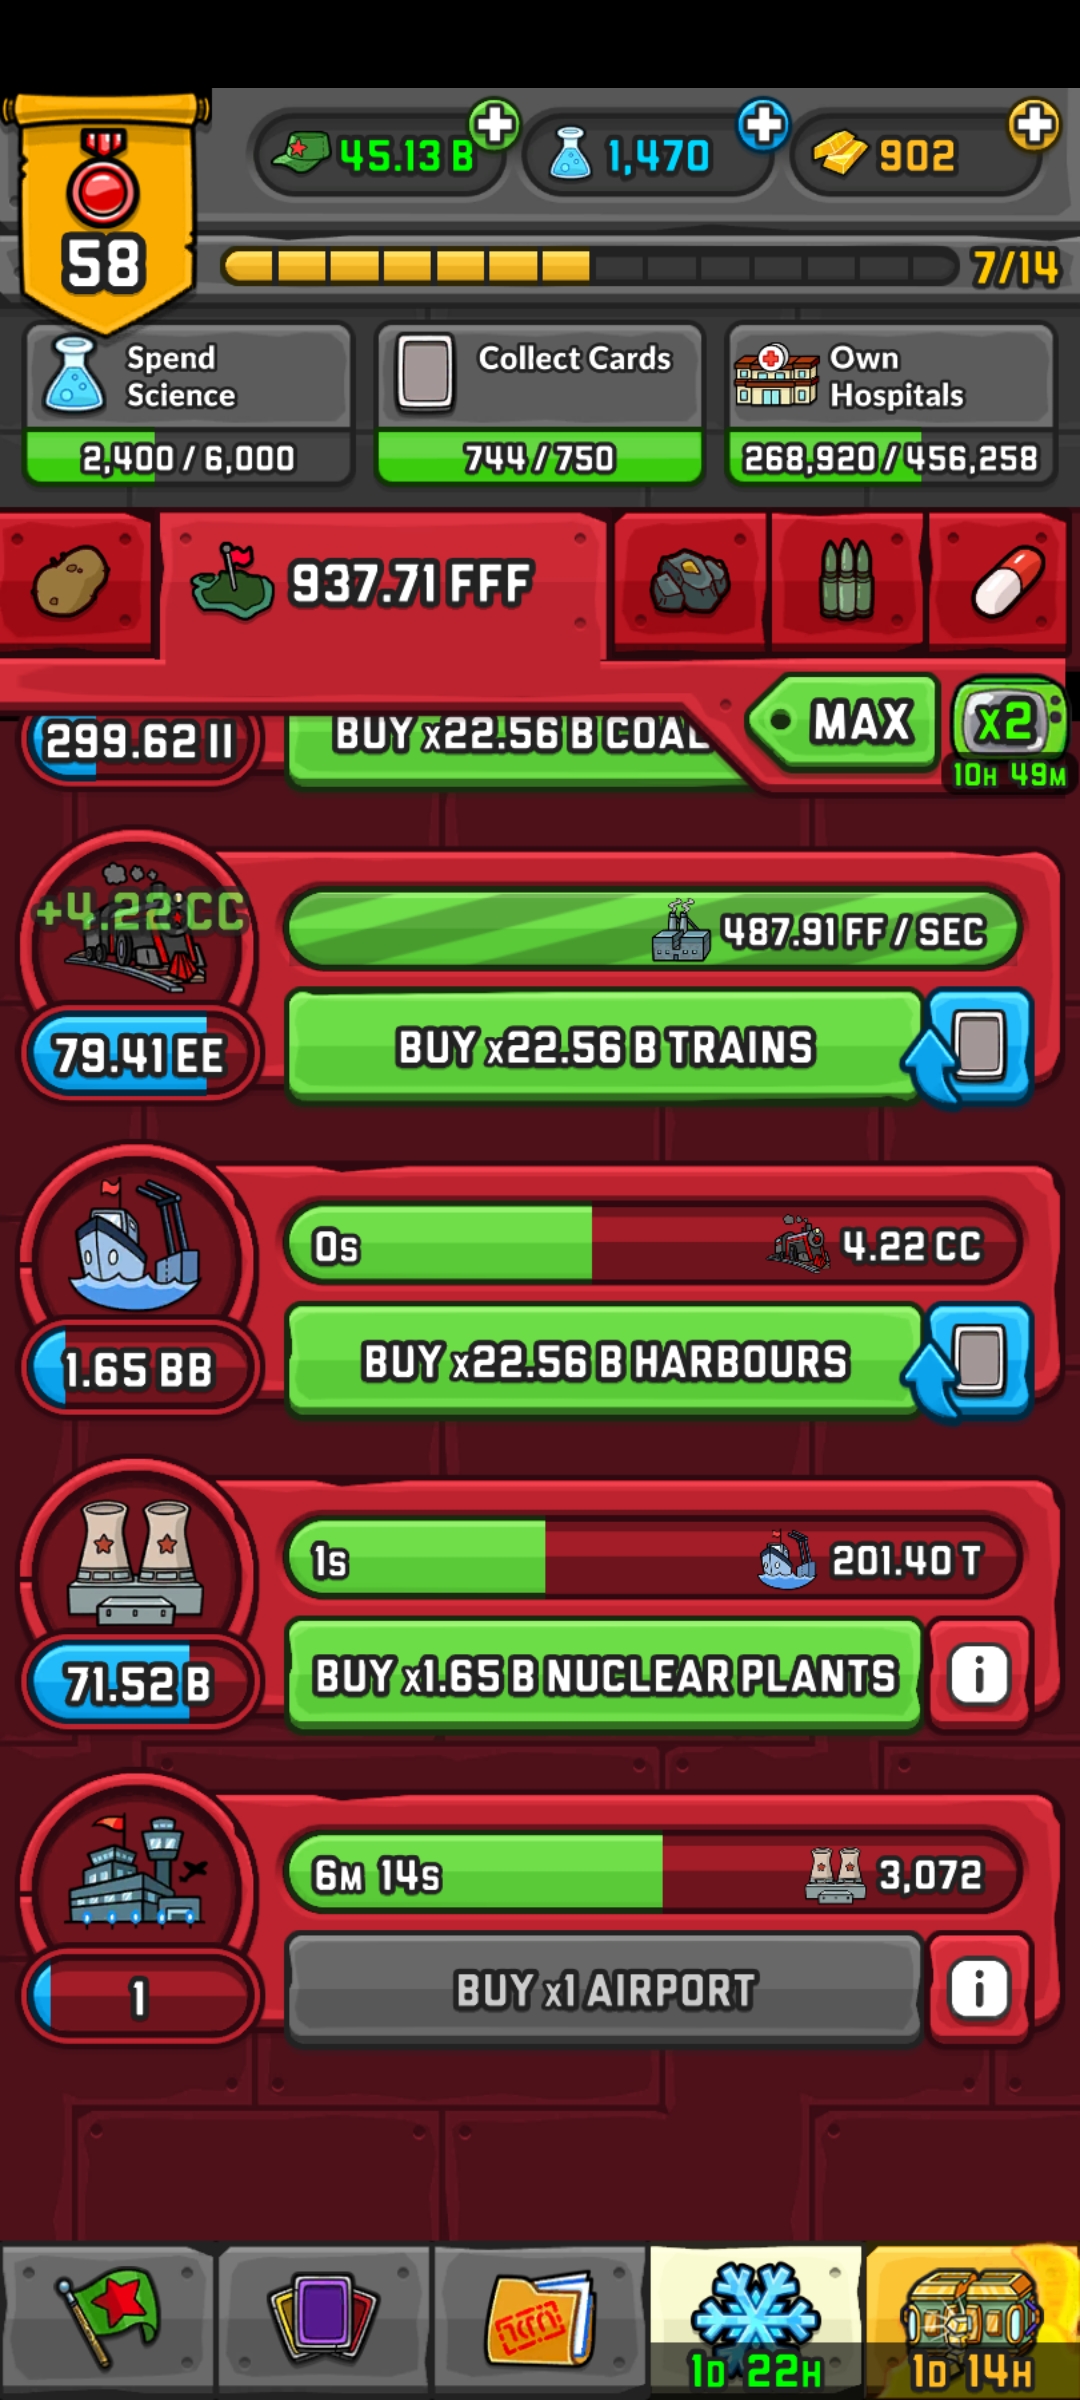 58
45.13 B
1,470
902
7/14
Spend
Science
2,400 / 6,000
Collect Cards
744 / 750
Own
Hospitals
268,920 / 456,258
937.71 FFF
MAX
x2
10H 49M
299.62 II
BUY x22.56 B COAL
+4.22 CC
487.91 FF / SEC
79.41 EE
BUY x22.56 B TRAINS
0s
4.22 CC
1.65 BB
BUY x22.56 B HARBOURS
1s
201.40 T
71.52 B
BUY x1.65 B NUCLEAR PLANTS
i
6M 14s
3,072
1
BUY x1 AIRPORT
i
1D 22H
1D 14H